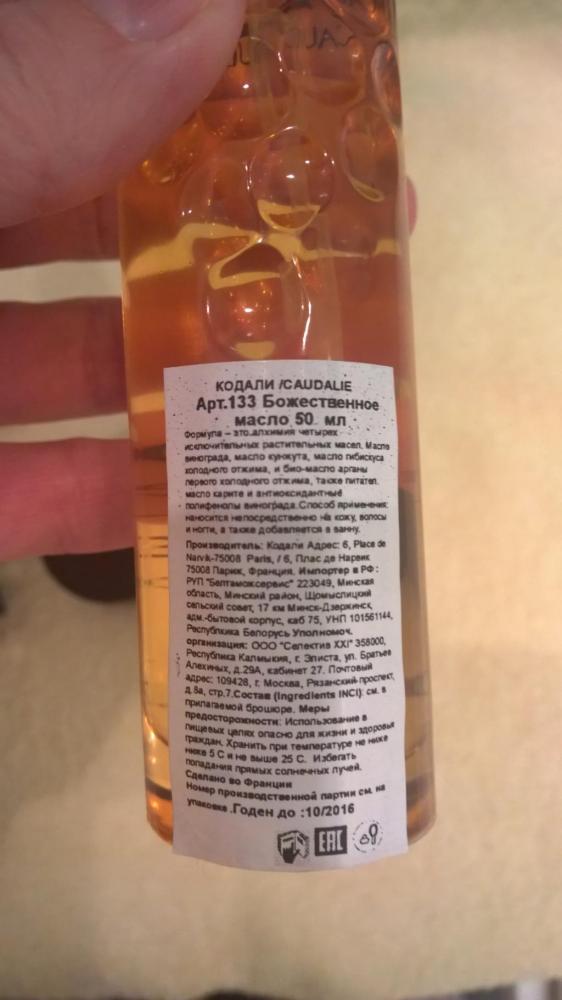 КОДАЛИ /CAUDALIE
Арт.133 Божественное
масло 50 мл
Формула – это алхимия четырех
исключительных растительных масел. Масло
винограда, масло кунжута, масло гибискуса
холодного отжима, и био-масло арганы
первого холодного отжима, также питател.
масло карите и антиоксидантные
полифенолы винограда.Способ применения:
наносится непосредственно на кожу, волосы
и ногти, а также добавляется в ванну.
Производитель: Кодали Адрес: 6, Place de
Narvik-75008 Paris, / 6, Плас де Нарвик
75008 Париж, Франция. Импортер в РФ:
РУП "Белтаможсервис" 223049, Минская
область, Минский район, Щомыслицкий
сельский совет, 17 км Минск-Дзержинск,
адм.-бытовой корпус, каб 75, УНП 101561144,
Республика Белорусь Уполномоч.
организация: ООО "Селектив XXI" 358000,
Республика Калмыкия, г. Элиста, ул. Братьев
Алехиных, д.29А, кабинет 27. Почтовый
адрес: 109428, г. Москва, Рязанский проспект,
д.8а, стр.7.Состав (Ingredients INCI): см. в
прилагаемой брошюре. Меры
предосторожности: Использование в
пищевых целях опасно для жизни и здоровья
граждан. Хранить при температуре не ниже
ниже 5 С и не выше 25 С. Избегать
попадания прямых солнечных лучей.
Сделано во Франции
Номер производственной партии см. на
упаковке .Годен до :10/2016
EAC